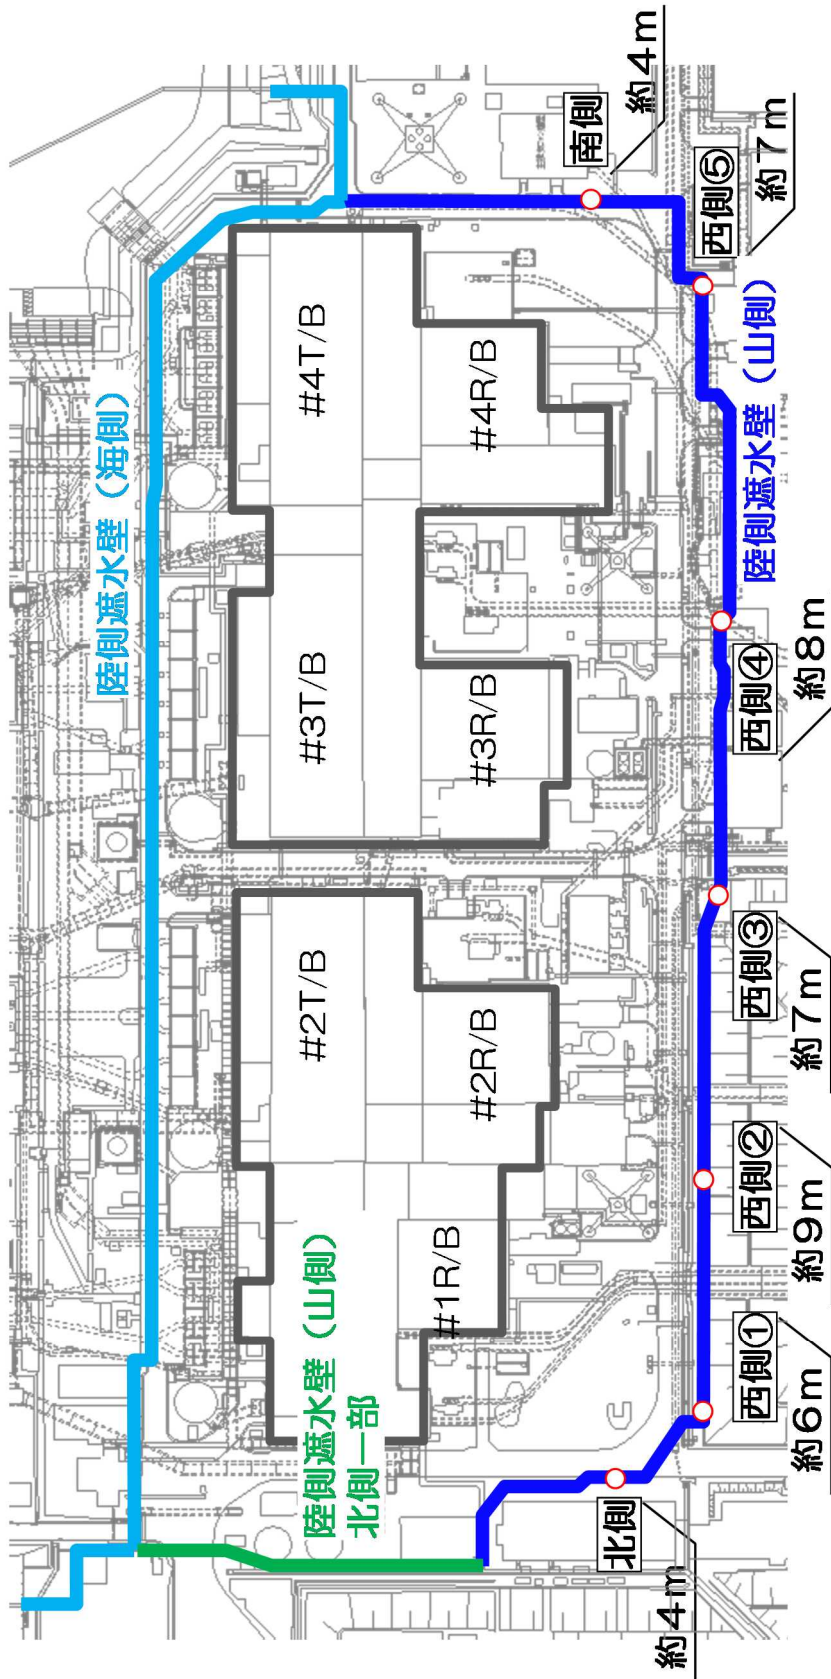 陸側遮水壁（海側）
#4T/B
#3T/B
#2T/B
#4R/B
#3R/B
#2R/B
#1R/B
陸側遮水壁（山側）
北側一部
陸側遮水壁（山側）
北側
約4m
西側①
約6m
西側②
約9m
西側③
約7m
西側④
約8m
西側⑤
約7m
南側
約4m